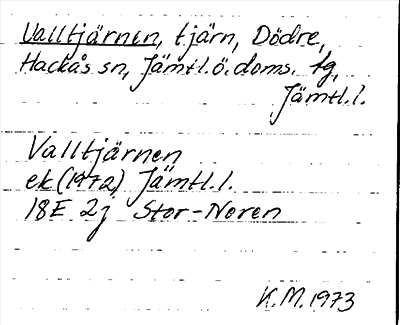 Valltjärnen, tjärn, Dödre,
Hackås sn, Jämtl.ö.doms. tg,
Jämtl.l.
Valltjärnen
ek (1972) Jämtl.l.
18E 2j Stor-Noren
K.M.1973